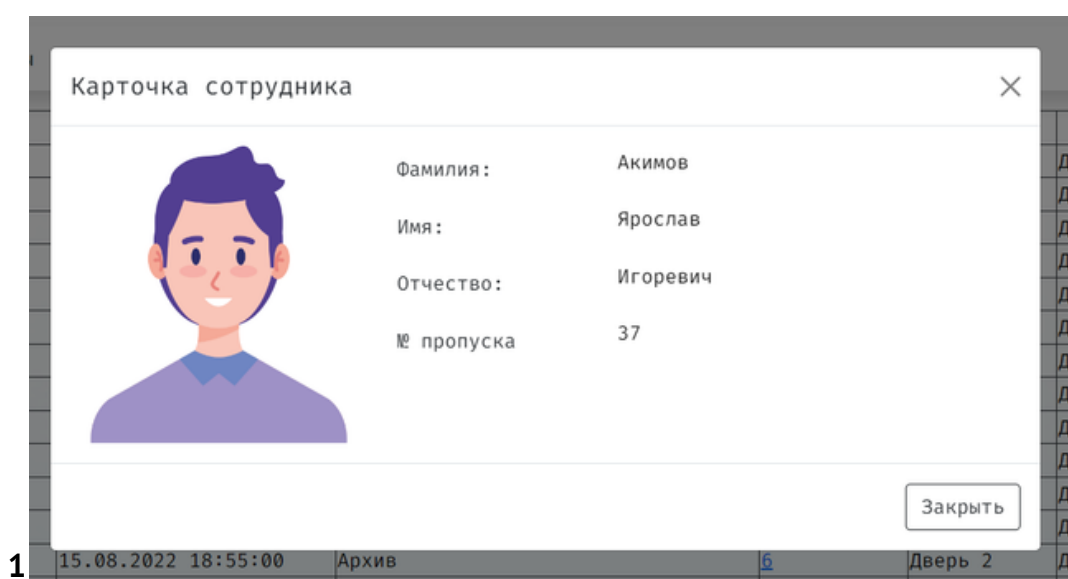 Карточка сотрудника
Фамилия: Акимов
Имя: Ярослав
Отчество: Игоревич
№ пропуска 37
Закрыть
1
15.08.2022 18:55:00 Архив 6 Дверь 2